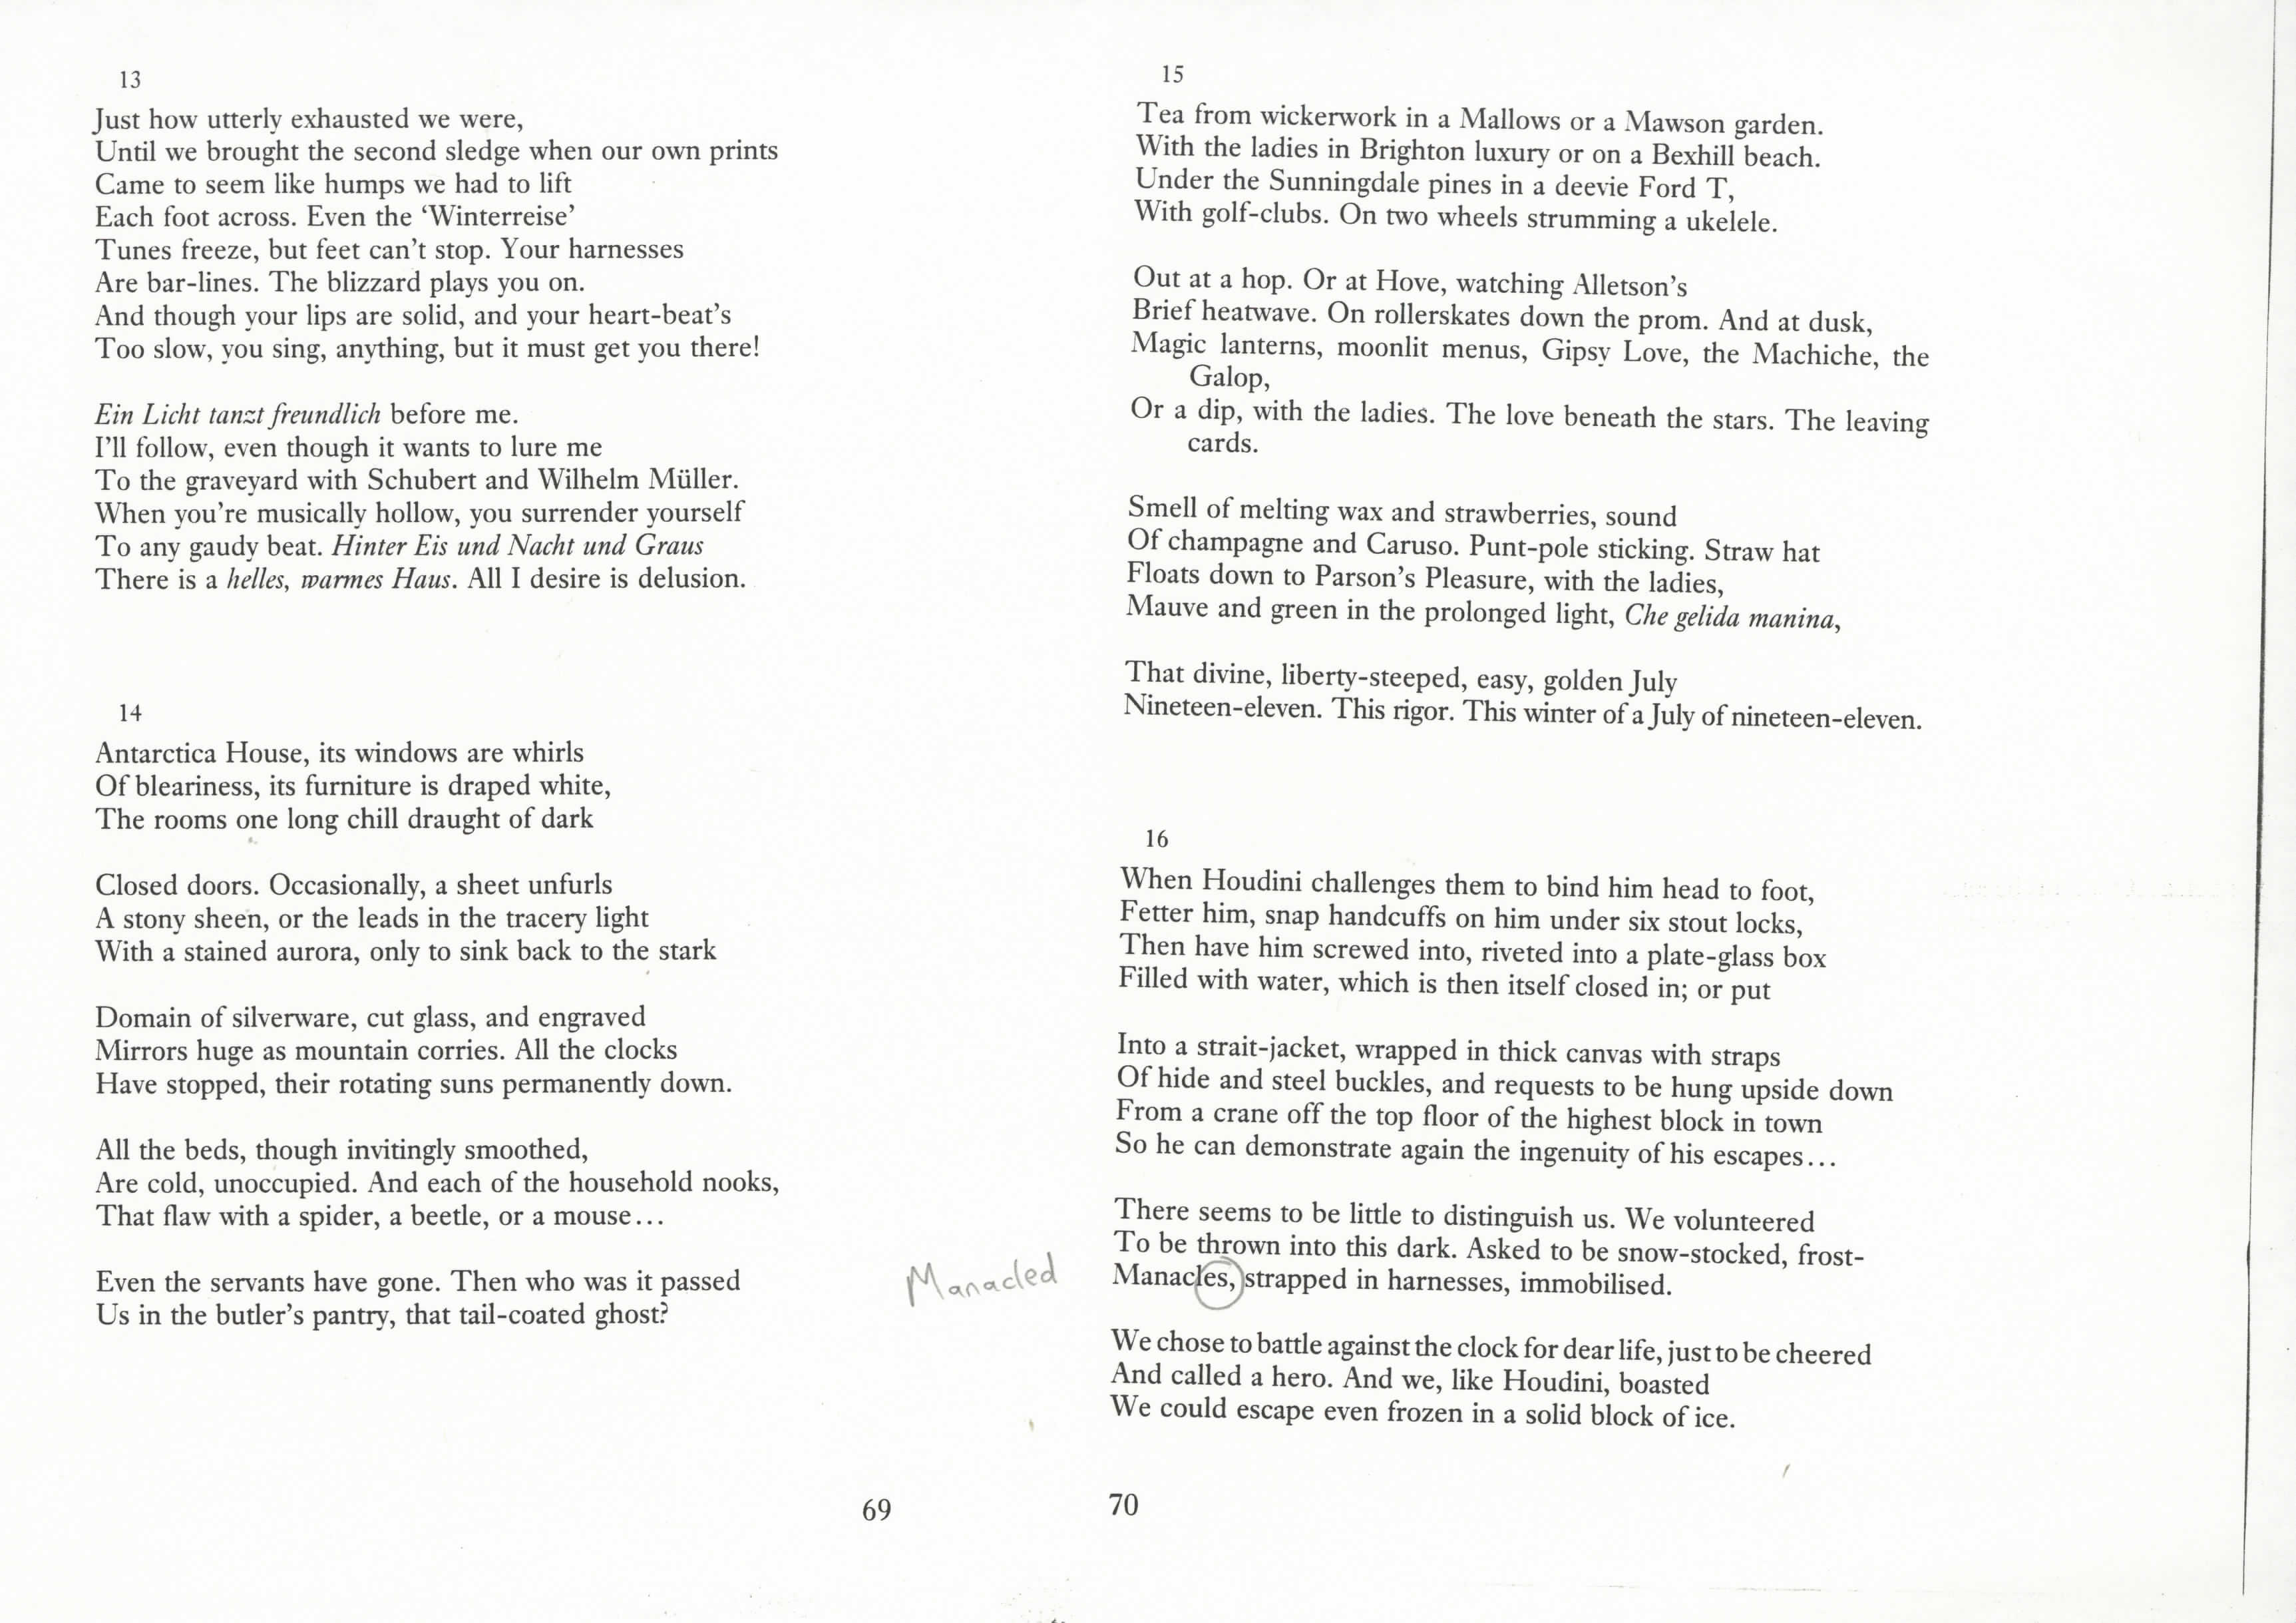 13
Just how utterly exhausted we were,
Until we brought the second sledge when our own prints
Came to seem like humps we had to lift
Each foot across. Even the ‘Winterreise’
Tunes freeze, but feet can’t stop. Your harnesses
Are bar-lines. The blizzard plays you on.
And though your lips are solid, and your heart-beat’s
Too slow, you sing, anything, but it must get you there!
Ein Licht tanzt freundlich before me.
I’ll follow, even though it wants to lure me
To the graveyard with Schubert and Wilhelm Müller.
When you’re musically hollow, you surrender yourself
To any gaudy beat. Hinter Eis und Nacht und Graus
There is a helles, warmes Haus. All I desire is delusion.
14
Antarctica House, its windows are whirls
Of bleariness, its furniture is draped white,
The rooms one long chill draught of dark
Closed doors. Occasionally, a sheet unfurls
A stony sheen, or the leads in the tracery light
With a stained aurora, only to sink back to the stark
Domain of silverware, cut glass, and engraved
Mirrors huge as mountain corries. All the clocks
Have stopped, their rotating suns permanently down.
All the beds, though invitingly smoothed,
Are cold, unoccupied. And each of the household nooks,
That flaw with a spider, a beetle, or a mouse...
Even the servants have gone. Then who was it passed
Us in the butler’s pantry, that tail-coated ghost?
69
15
Tea from wickerwork in a Mallows or a Mawson garden.
With the ladies in Brighton luxury or on a Bexhill beach.
Under the Sunningdale pines in a deevie Ford T,
With golf-clubs. On two wheels strumming a ukelele.
Out at a hop. Or at Hove, watching Alletson’s
Brief heatwave. On rollerskates down the prom. And at dusk,
Magic lanterns, moonlit menus, Gipsy Love, the Machiche, the
Galop,
Or a dip, with the ladies. The love beneath the stars. The leaving
cards.
Smell of melting wax and strawberries, sound
Of champagne and Caruso. Punt-pole sticking. Straw hat
Floats down to Parson’s Pleasure, with the ladies,
Mauve and green in the prolonged light, Che gelida manina,
That divine, liberty-steeped, easy, golden July
Nineteen-eleven. This rigor. This winter of a July of nineteen-eleven.
16
When Houdini challenges them to bind him head to foot,
Fetter him, snap handcuffs on him under six stout locks,
Then have him screwed into, riveted into a plate-glass box
Filled with water, which is then itself closed in; or put
Into a strait-jacket, wrapped in thick canvas with straps
Of hide and steel buckles, and requests to be hung upside down
From a crane off the top floor of the highest block in town
So he can demonstrate again the ingenuity of his escapes...
There seems to be little to distinguish us. We volunteered
To be thrown into this dark. Asked to be snow-stocked, frost-
Manacled
Manacles, strapped in harnesses, immobilised.
We chose to battle against the clock for dear life, just to be cheered
And called a hero. And we, like Houdini, boasted
We could escape even frozen in a solid block of ice.
70